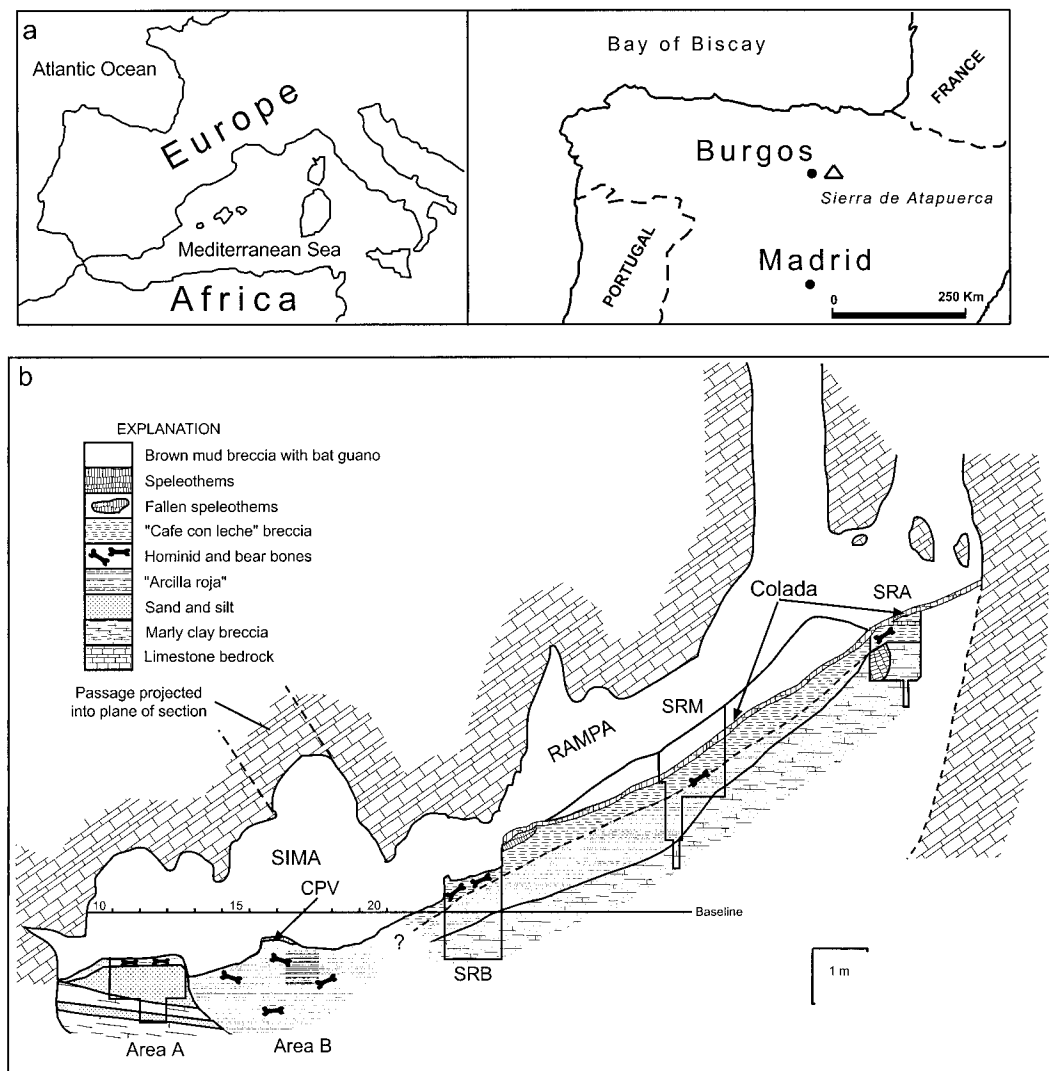 a
Atlantic Ocean
Europe
Mediterranean Sea
Africa
Bay of Biscay
FRANCE
Burgos
Sierra de Atapuerca
PORTUGAL
Madrid
0 250 Km
b
EXPLANATION
Brown mud breccia with bat guano
Speleothems
Fallen speleothems
"Cafe con leche" breccia
Hominid and bear bones
"Arcilla roja"
Sand and silt
Marly clay breccia
Limestone bedrock
Passage projected
into plane of section
Colada
SRA
SRM
RAMPA
SIMA
CPV
10 15 20
Baseline
?
SRB
1 m
Area A
Area B